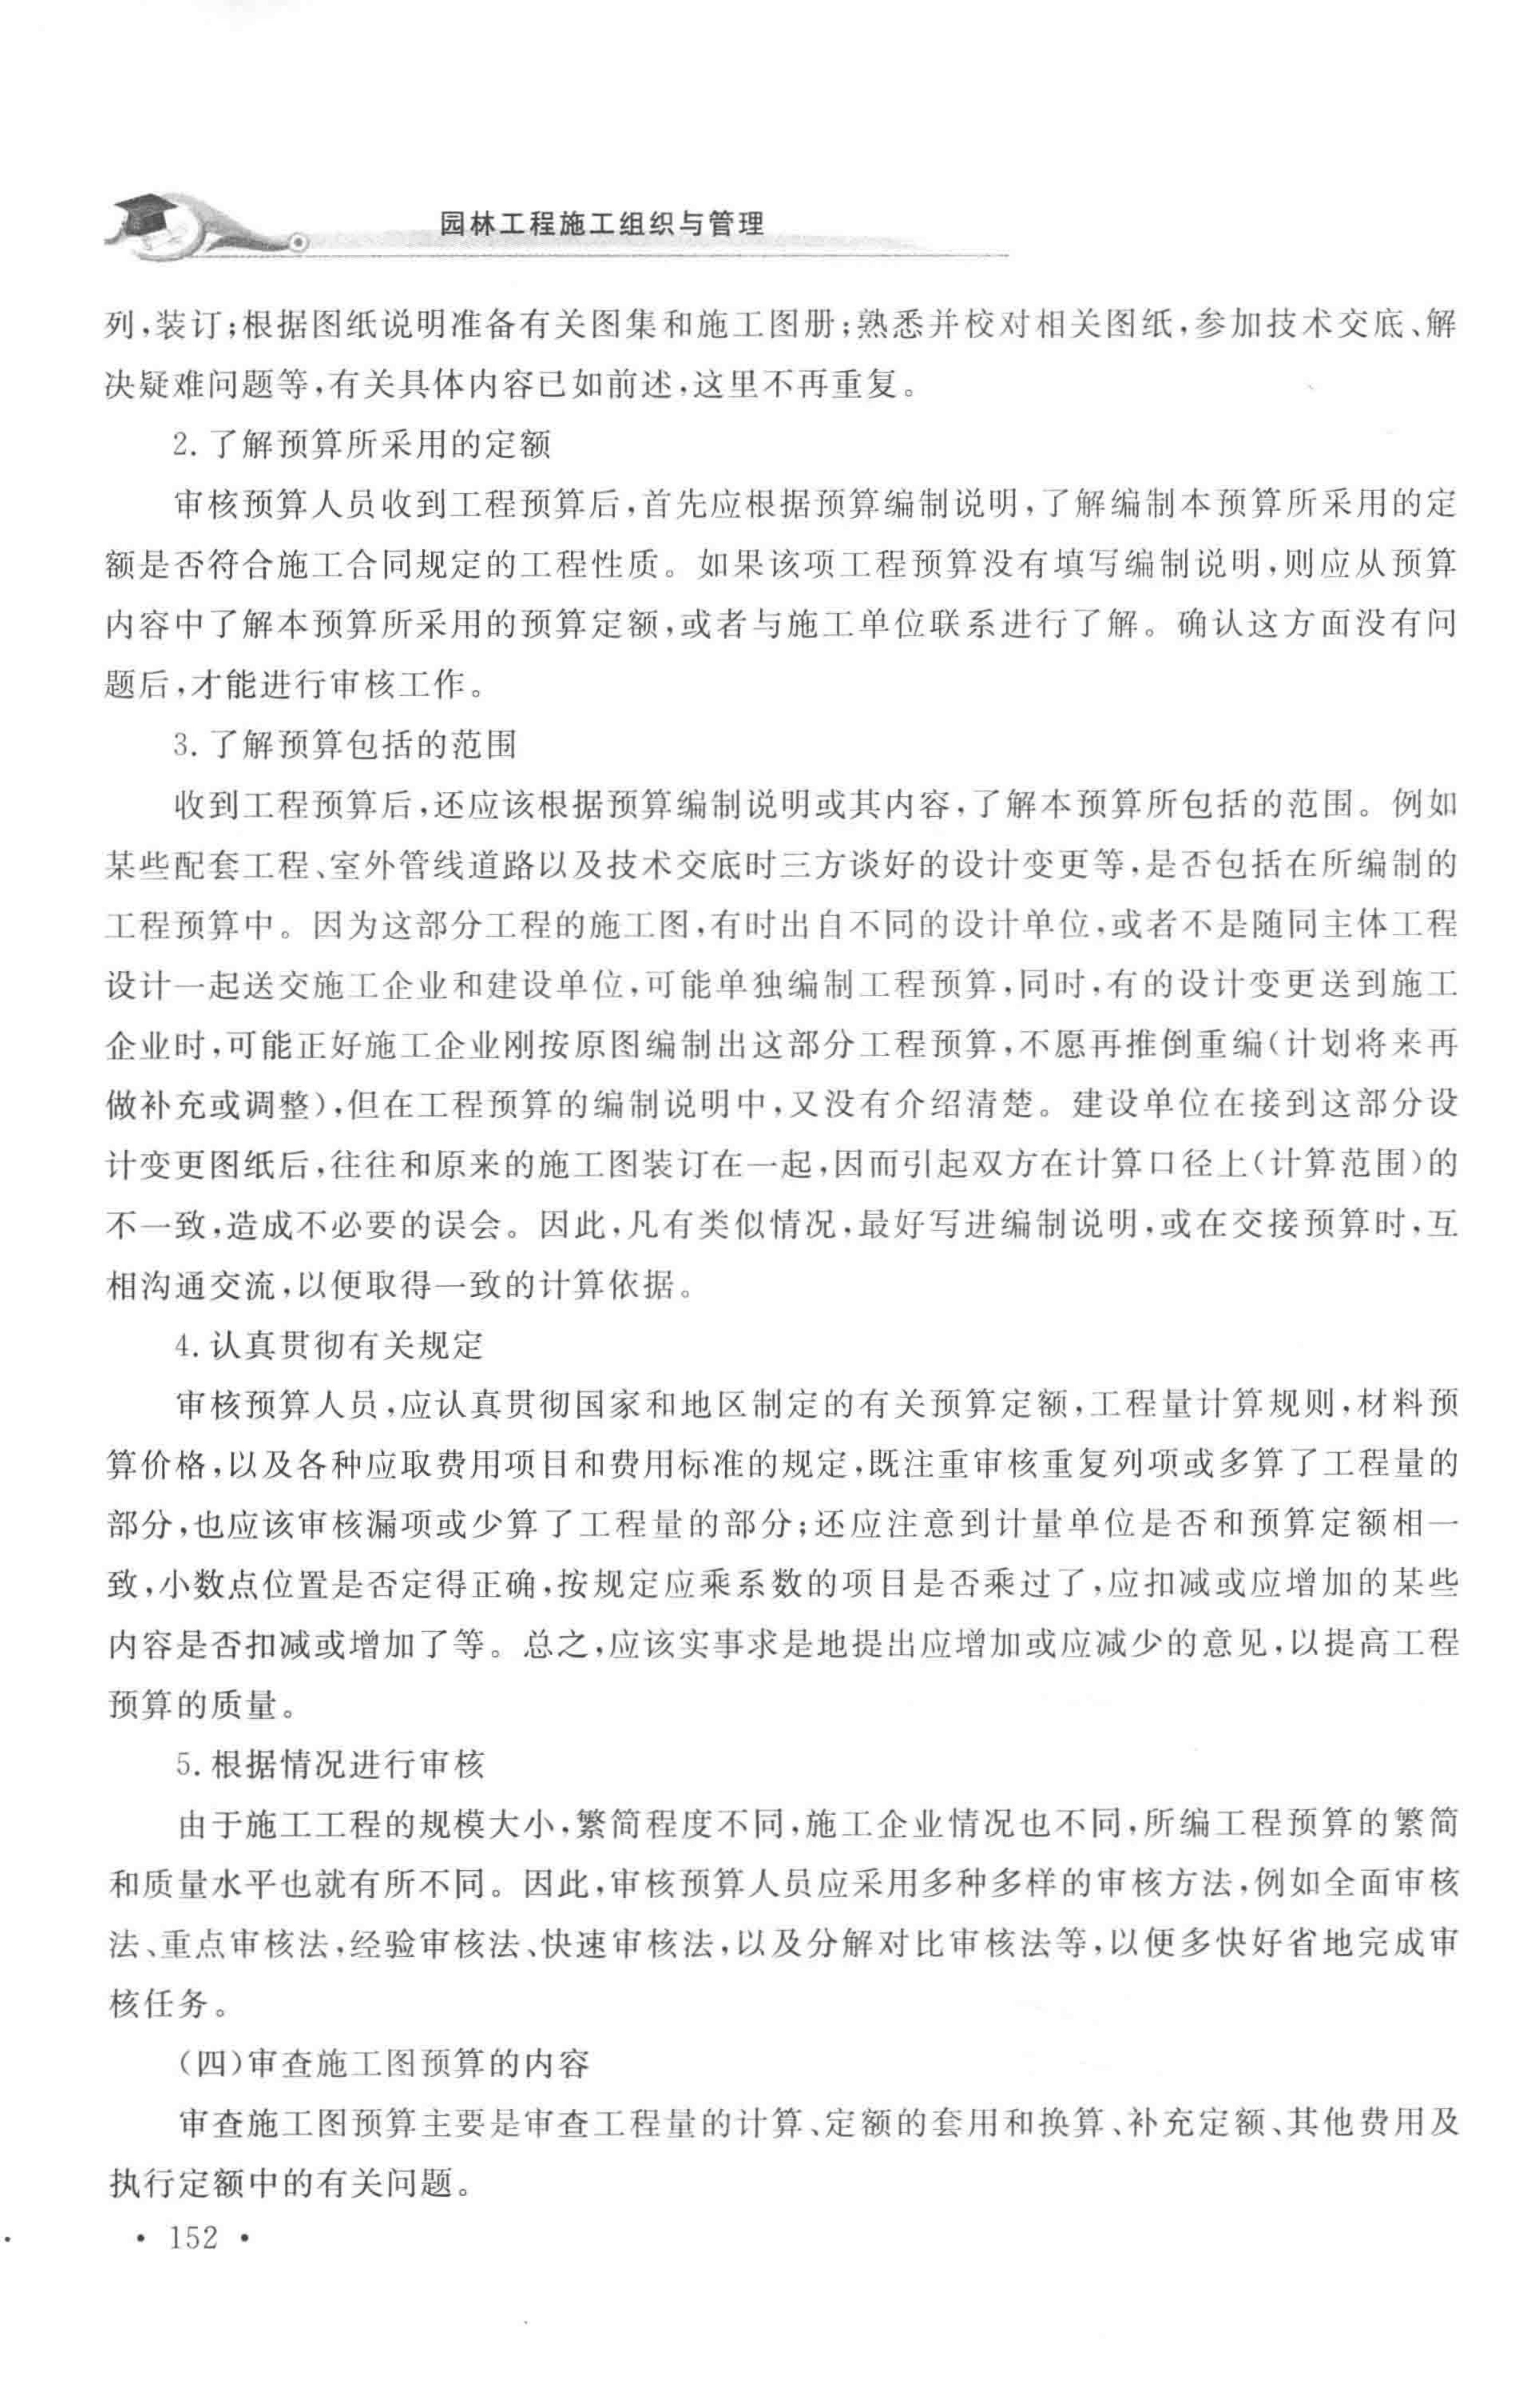 园林工程施工组织与管理
列,装订;根据图纸说明准备有关图集和施工图册;熟悉并校对相关图纸,参加技术交底、解
决疑难问题等,有关具体内容已如前述,这里不再重复。
2. 了解预算所采用的定额
审核预算人员收到工程预算后,首先应根据预算编制说明,了解编制本预算所采用的定
额是否符合施工合同规定的工程性质。如果该项工程预算没有填写编制说明,则应从预算
内容中了解本预算所采用的预算定额,或者与施工单位联系进行了解。确认这方面没有问
题后,才能进行审核工作。
3. 了解预算包括的范围
收到工程预算后,还应该根据预算编制说明或其内容,了解本预算所包括的范围。例如
某些配套工程、室外管线道路以及技术交底时三方谈好的设计变更等,是否包括在所编制的
工程预算中。因为这部分工程的施工图,有时出自不同的设计单位,或者不是随同主体工程
设计一起送交施工企业和建设单位,可能单独编制工程预算,同时,有的设计变更送到施工
企业时,可能正好施工企业刚按原图编制出这部分工程预算,不愿再推倒重编(计划将来再
做补充或调整),但在工程预算的编制说明中,又没有介绍清楚。建设单位在接到这部分设
计变更图纸后,往往和原来的施工图装订在一起,因而引起双方在计算口径上(计算范围)的
不一致,造成不必要的误会。因此,凡有类似情况,最好写进编制说明,或在交接预算时,互
相沟通交流,以便取得一致的计算依据。
4. 认真贯彻有关规定
审核预算人员,应认真贯彻国家和地区制定的有关预算定额,工程量计算规则,材料预
算价格,以及各种应取费用项目和费用标准的规定,既注重审核重复列项或多算了工程量的
部分,也应该审核漏项或少算了工程量的部分;还应注意到计量单位是否和预算定额相一
致,小数点位置是否定得正确,按规定应乘系数的项目是否乘过了,应扣减或应增加的某些
内容是否扣减或增加了等。总之,应该实事求是地提出应增加或应减少的意见,以提高工程
预算的质量。
5. 根据情况进行审核
由于施工工程的规模大小,繁简程度不同,施工企业情况也不同,所编工程预算的繁简
和质量水平也就有所不同。因此,审核预算人员应采用多种多样的审核方法,例如全面审核
法、重点审核法,经验审核法、快速审核法,以及分解对比审核法等,以便多快好省地完成审
核任务。
(四)审查施工图预算的内容
审查施工图预算主要是审查工程量的计算、定额的套用和换算、补充定额、其他费用及
执行定额中的有关问题。
• 152 •